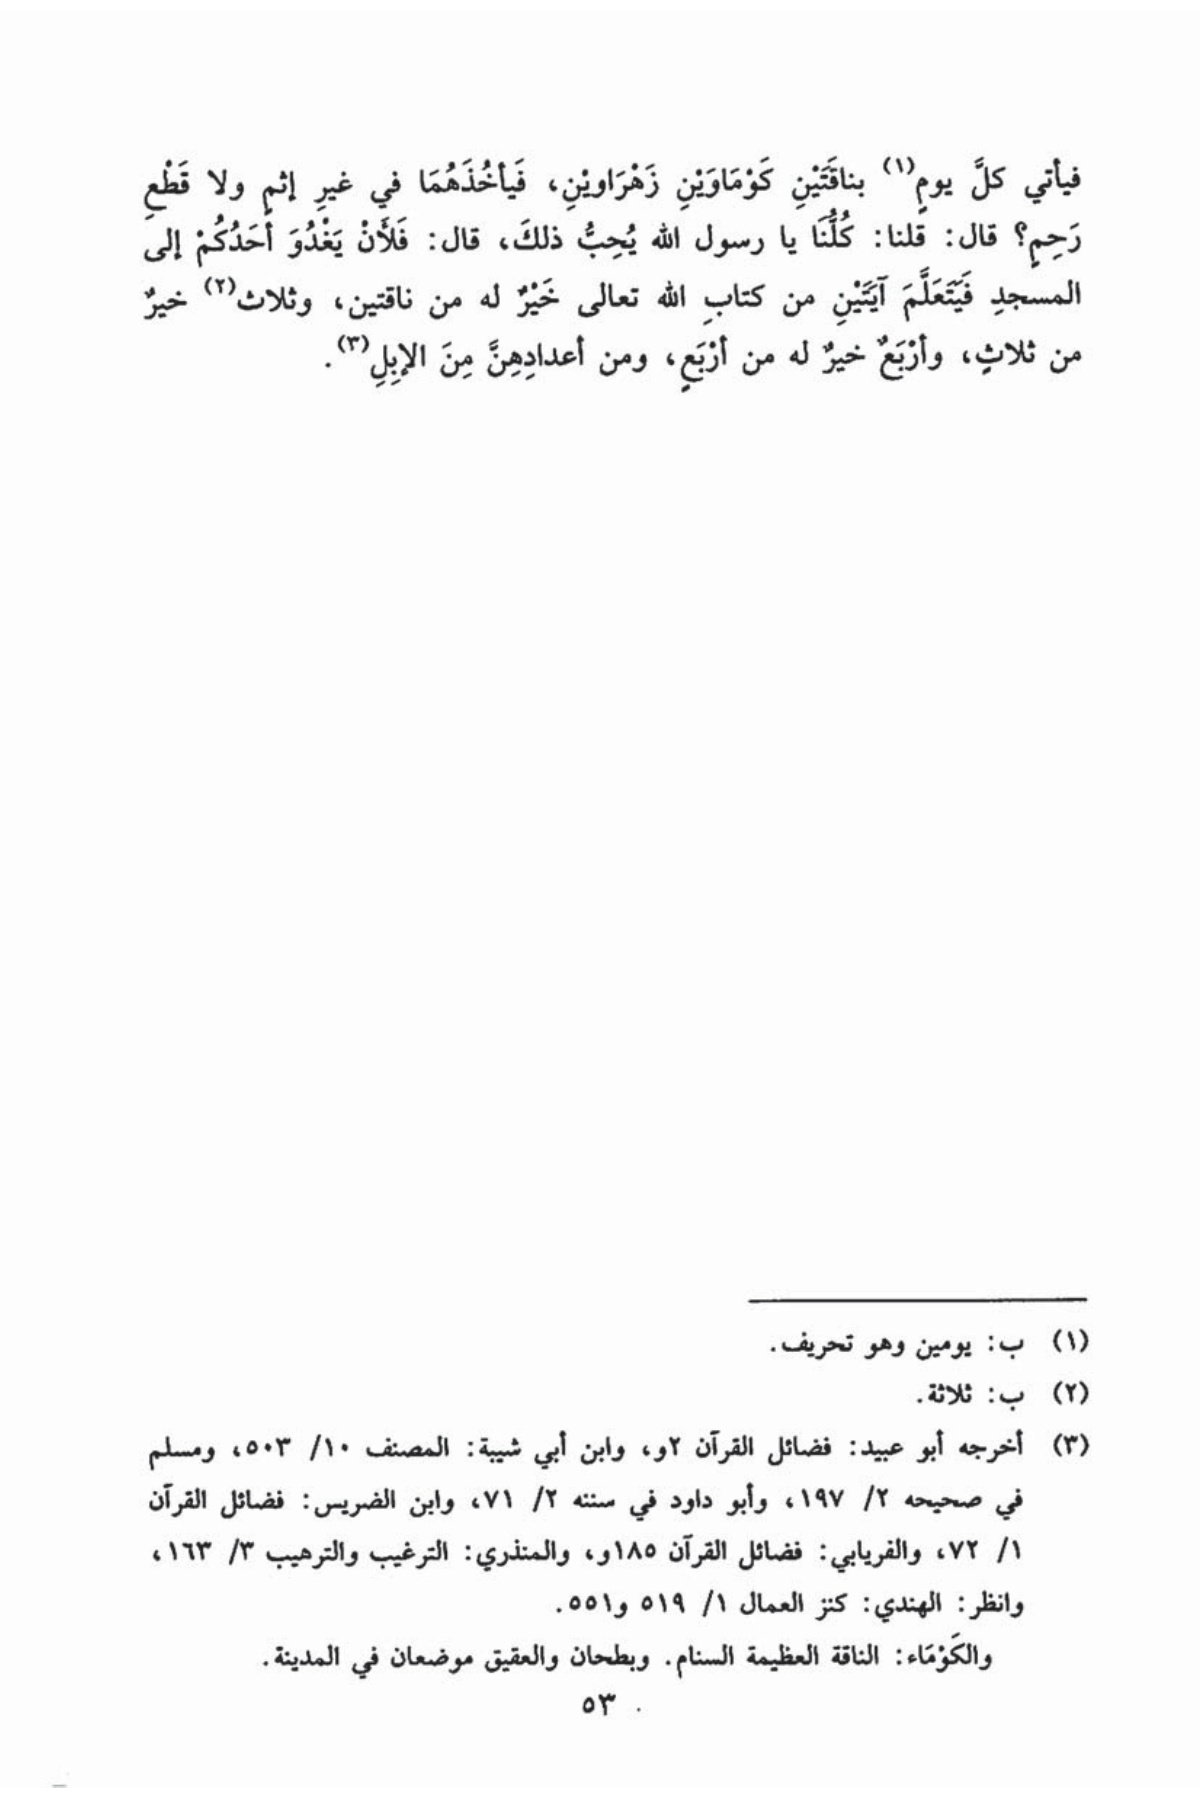 فيأتي كلَّ يومٍ(١) بناقَتَيْنِ كَوْمَاوَيْنِ زَهْرَاوِيْنِ، فَيأخُذَهُمَا في غيرِ إثمٍ ولا قَطْعِ
رَحِمٍ؟ قال: قلنا: كُلُّنَا يا رسول الله يُحِبُّ ذلكَ، قال: فَلَأَنْ يَغْدُوَ أحَدُكُمْ إلى
المسجدِ فَيَتَعَلَّمَ آيَتَيْنِ من كتابِ الله تعالى خَيْرٌ له من ناقتين، وثلاث(٢) خيرٌ
من ثلاثٍ، وأرْبَعٌ خيرٌ له من أرْبَعٍ، ومن أعدادِهِنَّ مِنَ الإبِلِ(٣).
(١) ب: يومين وهو تحريف.
(٢) ب: ثلاثة.
(٣) أخرجه أبو عبيد: فضائل القرآن ٢و، وابن أبي شيبة: المصنف ١٠/ ٥٠٣، ومسلم
في صحيحه ٢/ ١٩٧، وأبو داود في سننه ٢/ ٧١، وابن الضريس: فضائل القرآن
١/ ٧٢، والفريابي: فضائل القرآن ١٨٥و، والمنذري: الترغيب والترهيب ٣/ ١٦٣،
وانظر: الهندي: كنز العمال ١/ ٥١٩ و٥٥١.
والكَوْمَاء: الناقة العظيمة السنام. وبطحان والعقيق موضعان في المدينة.
٥٣